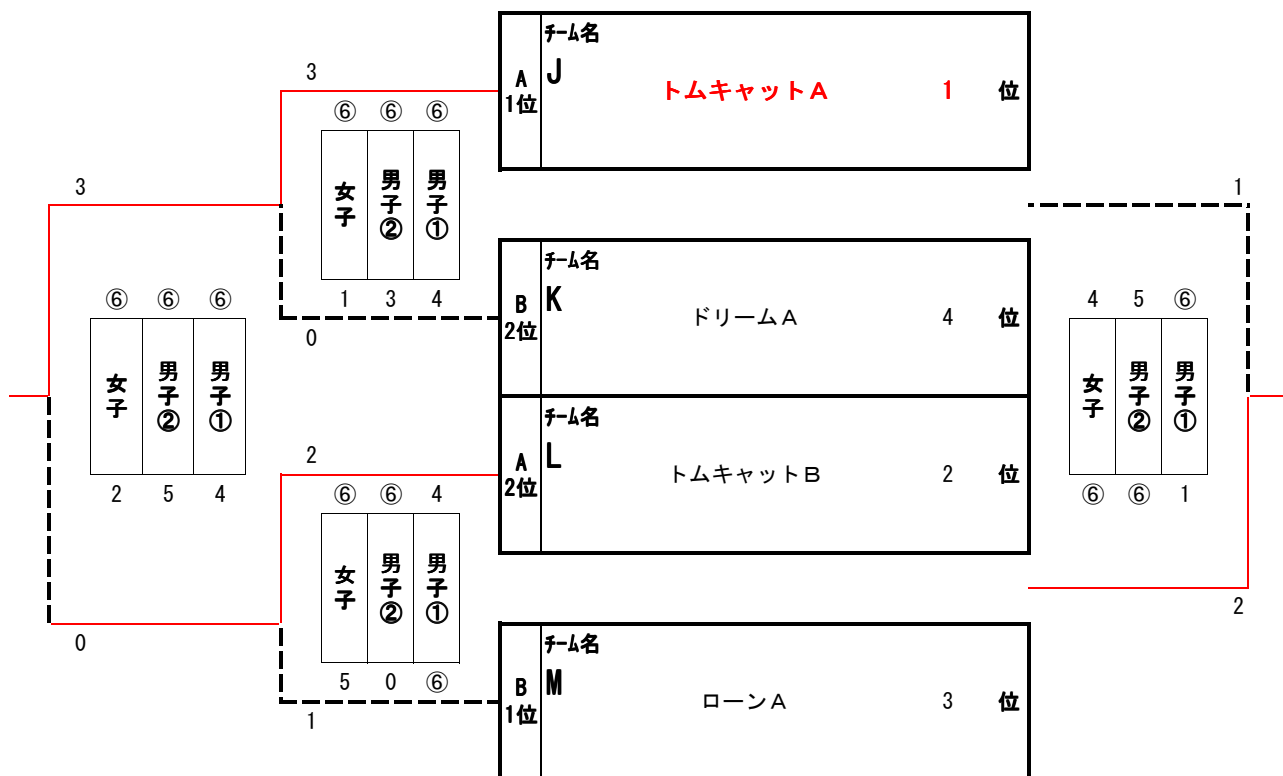 チーム名
A 1位 J トムキャットA 1 位
3
⑥ ⑥ ⑥
女子 男子② 男子①
1 3 4
0
チーム名
B 2位 K ドリームA 4 位
3
⑥ ⑥ ⑥
女子 男子② 男子①
2 5 4
0
チーム名
A 2位 L トムキャットB 2 位
2
⑥ ⑥ 4
女子 男子② 男子①
5 0 ⑥
1
チーム名
B 1位 M ローンA 3 位
1
4 5 ⑥
女子 男子② 男子①
⑥ ⑥ 1
2